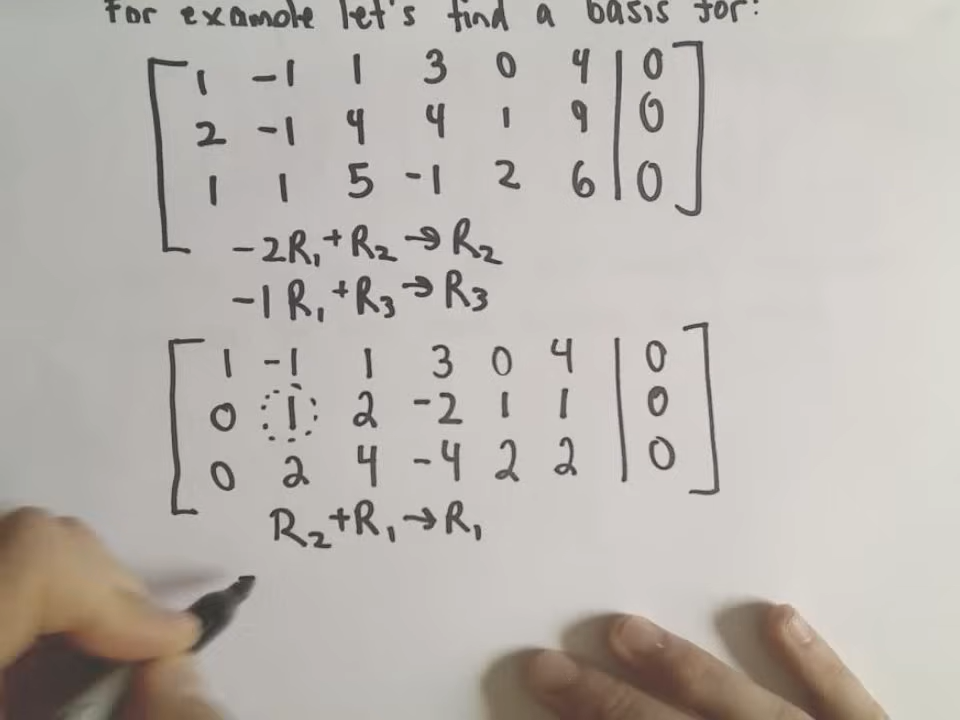 For example let's find a basis for:
1 -1 1 3 0 4 | 0
2 -1 4 4 1 9 | 0
1 1 5 -1 2 6 | 0
-2R₁+R₂→R₂
-1R₁+R₃→R₃
1 -1 1 3 0 4 | 0
0 1 2 -2 1 1 | 0
0 2 4 -4 2 2 | 0
R₂+R₁→R₁